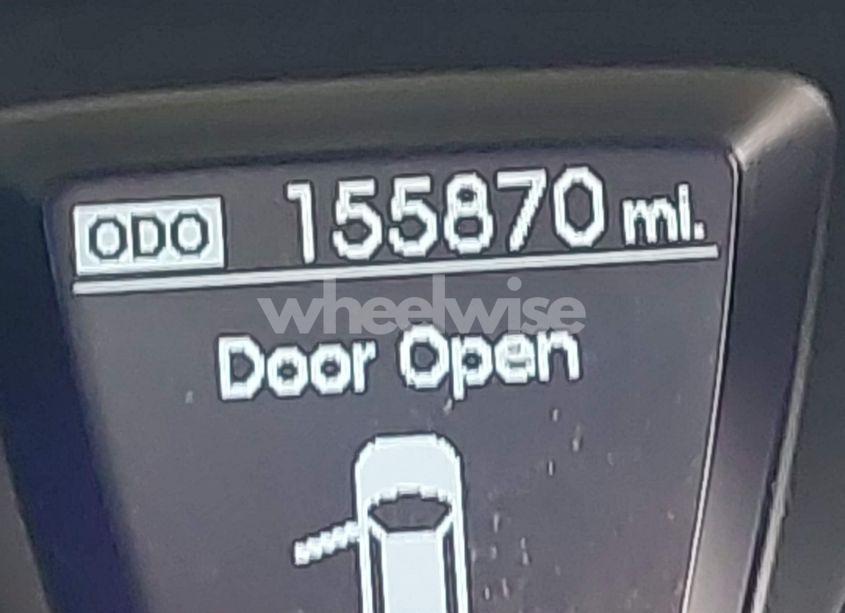 ODO 155870 mi.
wheelwise
Door Open